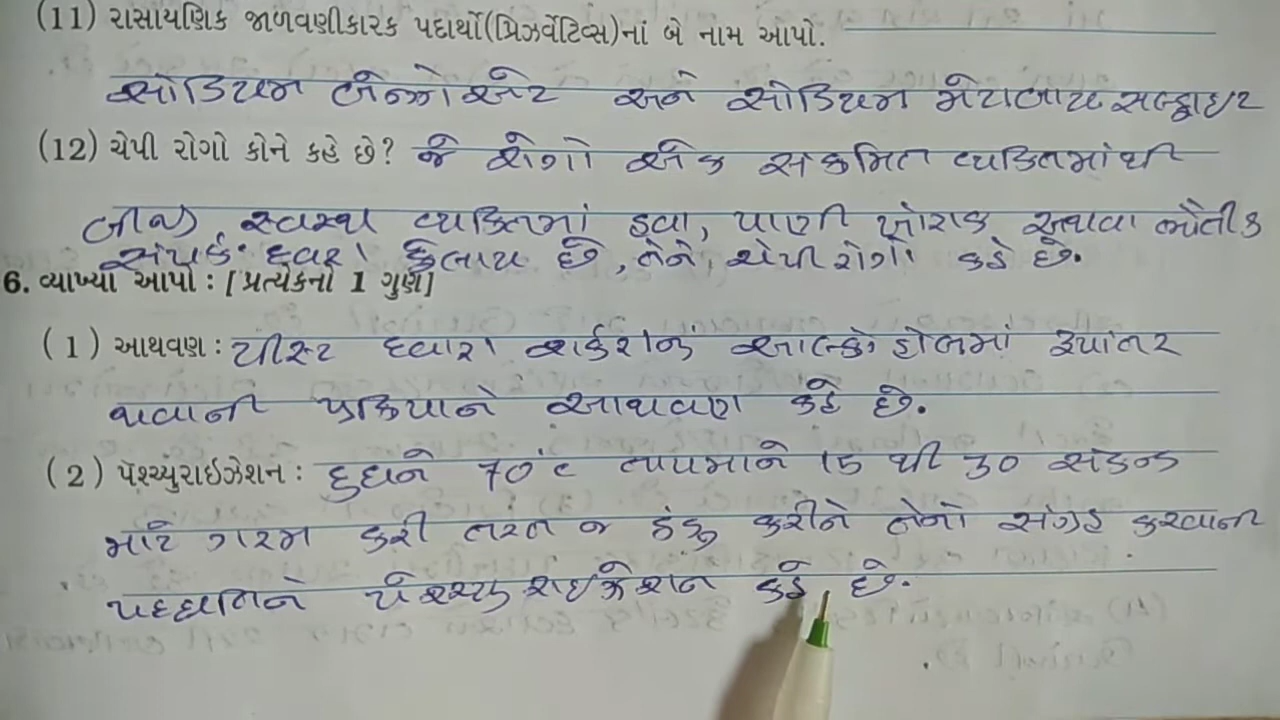 (11) રાસાયણિક જાળવણીકારક પદાર્થો(પ્રિઝર્વેટિવ્સ)નાં બે નામ આપો.
સોડિયમ બેન્ઝોએટ અને સોડિયમ મેટાબાય સલ્ફાઇટ
(12) ચેપી રોગો કોને કહે છે? જે રોગો એક સંક્રમિત વ્યક્તિમાંથી
બીજી સ્વસ્થ વ્યક્તિમાં હવા, પાણી ખોરાક અથવા ભૌતીક
સંપર્ક દ્વારા ફેલાય છે, તેને ચેપી રોગો કહે છે.
6. વ્યાખ્યા આપો : [પ્રત્યેકનો 1 ગુણ]
(1) આથવણ : યીસ્ટ દ્વારા શર્કરાનું આલ્કોહોલમાં રૂપાંતર
થવાની પ્રક્રિયાને આથવણ કહે છે.
(2) પૅશ્ચ્યુરાઇઝેશન : દુધને 70°c તાપમાને 15 થી 30 સેકન્ડ
માટે ગરમ કરી તરત જ ઠંડુ કરીને તેનો સંગ્રહ કરવાની
પદ્ધતિને પેશ્ચ્યુરાઇઝેશન કહે છે.